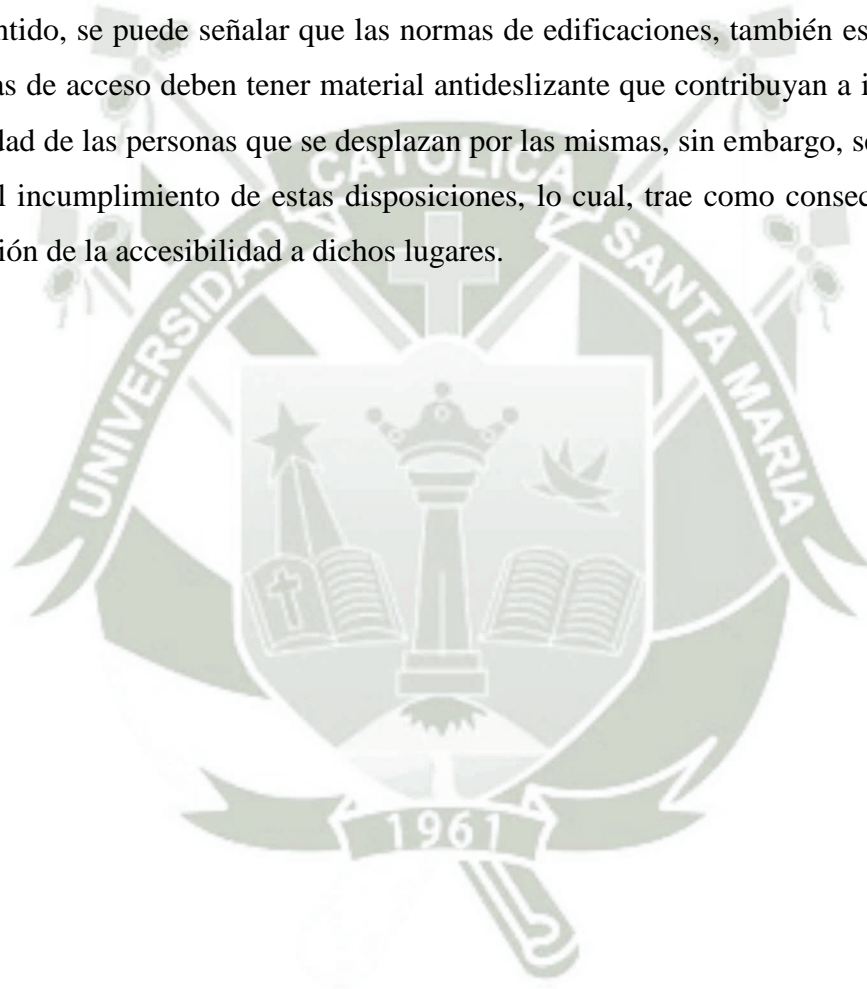 ntido, se puede señalar que las normas de edificaciones, también es
as de acceso deben tener material antideslizante que contribuyan a i
dad de las personas que se desplazan por las mismas, sin embargo, s
l incumplimiento de estas disposiciones, lo cual, trae como consec
ión de la accesibilidad a dichos lugares.
UNIVERSIDAD CATOLICA SANTA MARIA
1961